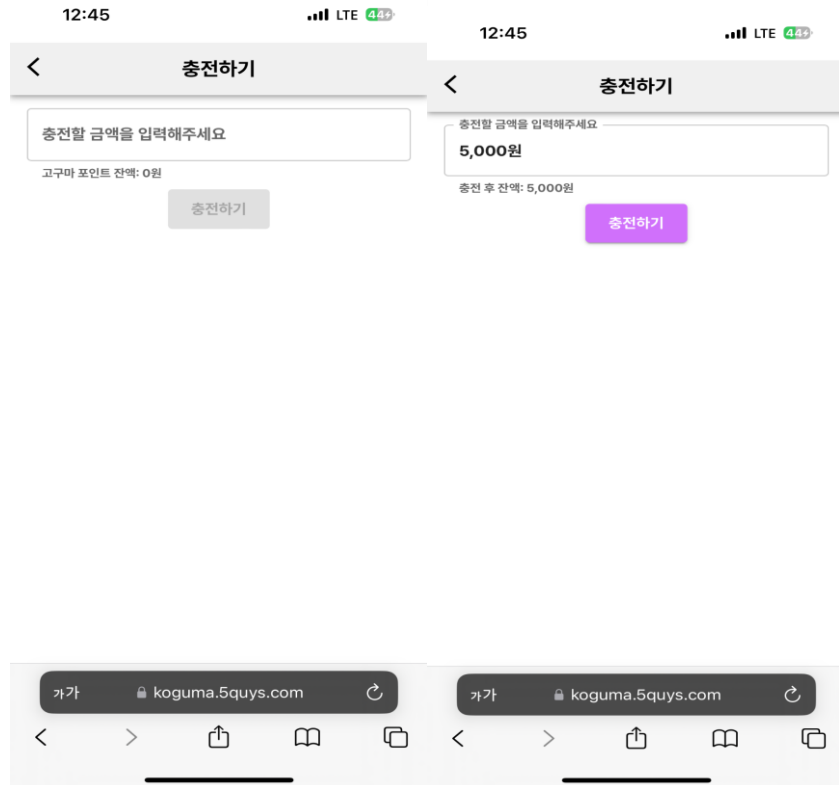 12:45 LTE 44
충전하기
충전할 금액을 입력해주세요
고구마 포인트 잔액: 0원
충전하기
가가 koguma.5guys.com
12:45 LTE 44
충전하기
충전할 금액을 입력해주세요
5,000원
충전 후 잔액: 5,000원
충전하기
가가 koguma.5guys.com